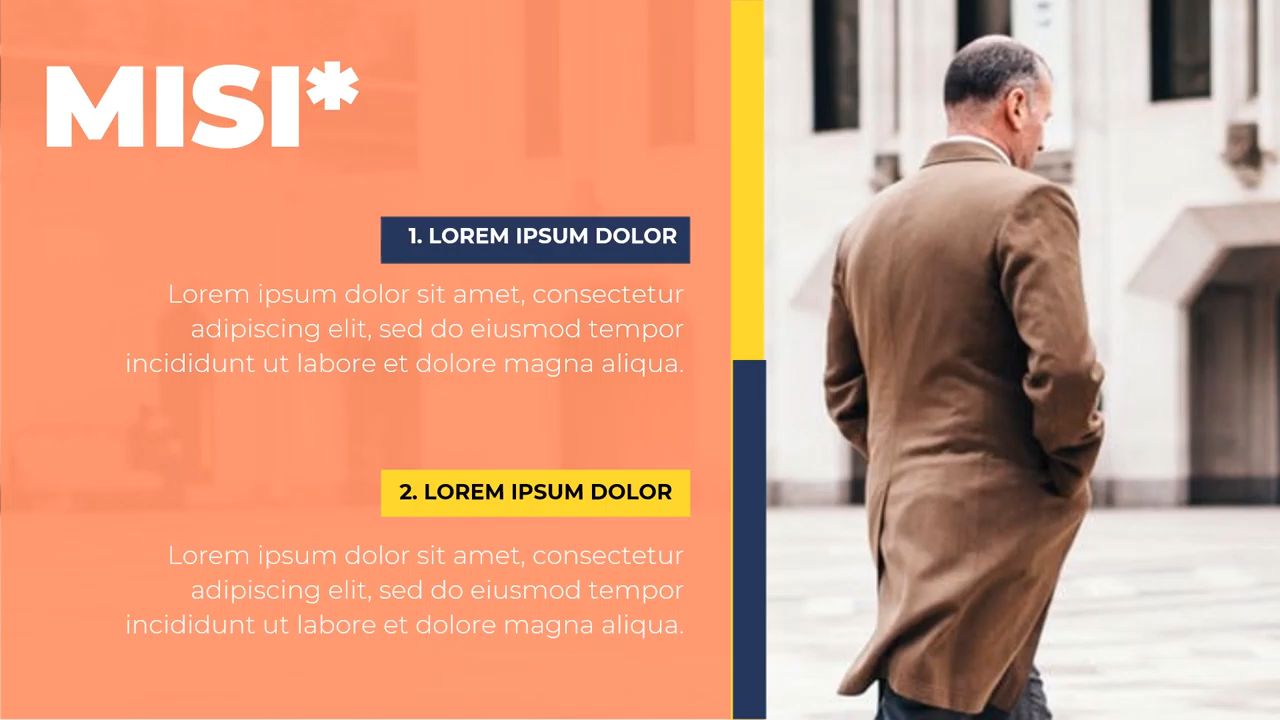 MISI*
1. LOREM IPSUM DOLOR
Lorem ipsum dolor sit amet, consectetur
adipiscing elit, sed do eiusmod tempor
incididunt ut labore et dolore magna aliqua.
2. LOREM IPSUM DOLOR
Lorem ipsum dolor sit amet, consectetur
adipiscing elit, sed do eiusmod tempor
incididunt ut labore et dolore magna aliqua.